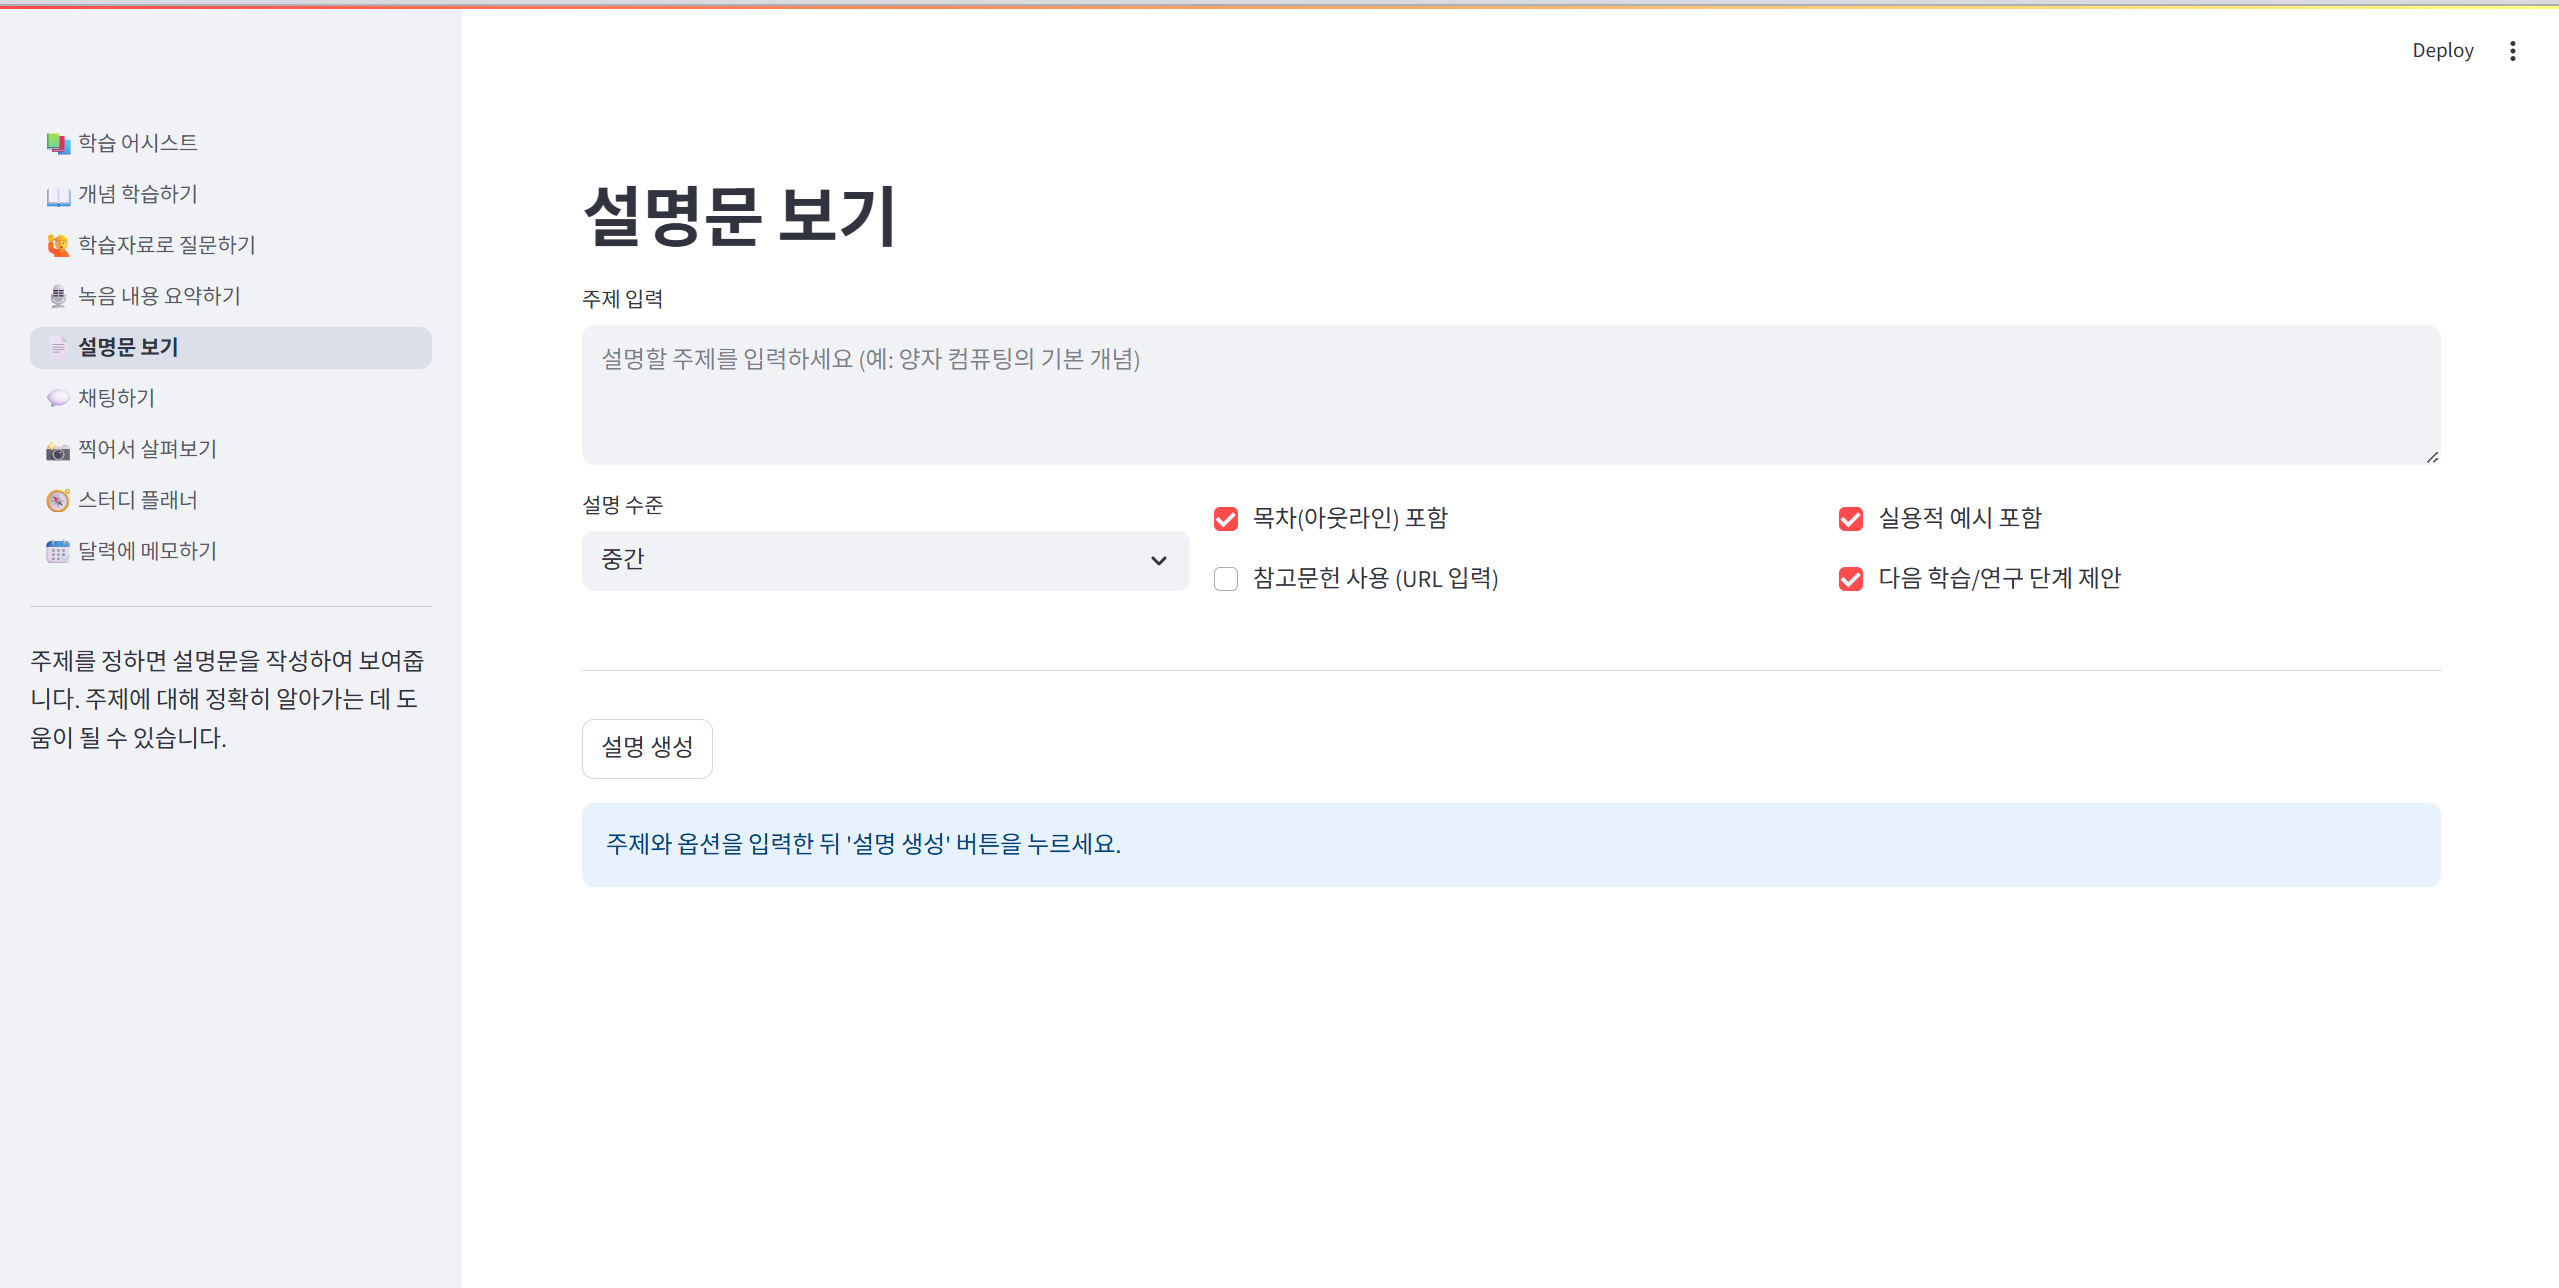 Deploy
학습 어시스트
개념 학습하기
학습자료로 질문하기
녹음 내용 요약하기
설명문 보기
채팅하기
찍어서 살펴보기
스터디 플래너
달력에 메모하기
주제를 정하면 설명문을 작성하여 보여줍
니다. 주제에 대해 정확히 알아가는 데 도
움이 될 수 있습니다.
설명문 보기
주제 입력
설명할 주제를 입력하세요 (예: 양자 컴퓨팅의 기본 개념)
설명 수준
중간
목차(아웃라인) 포함
참고문헌 사용 (URL 입력)
실용적 예시 포함
다음 학습/연구 단계 제안
설명 생성
주제와 옵션을 입력한 뒤 '설명 생성' 버튼을 누르세요.